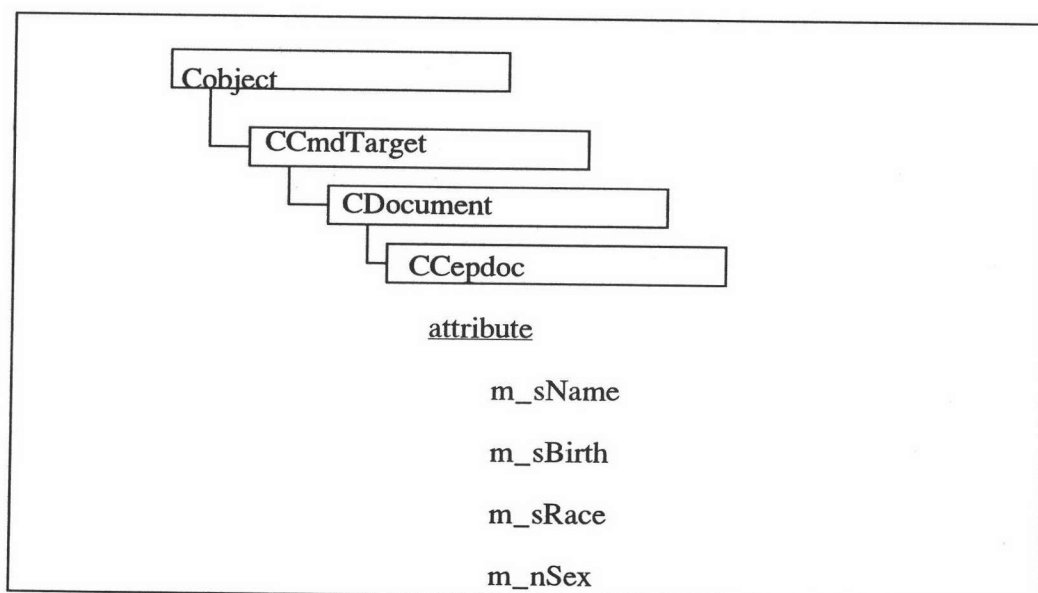 Cobject
CCmdTarget
CDocument
CCepdoc
attribute
m_sName
m_sBirth
m_sRace
m_nSex